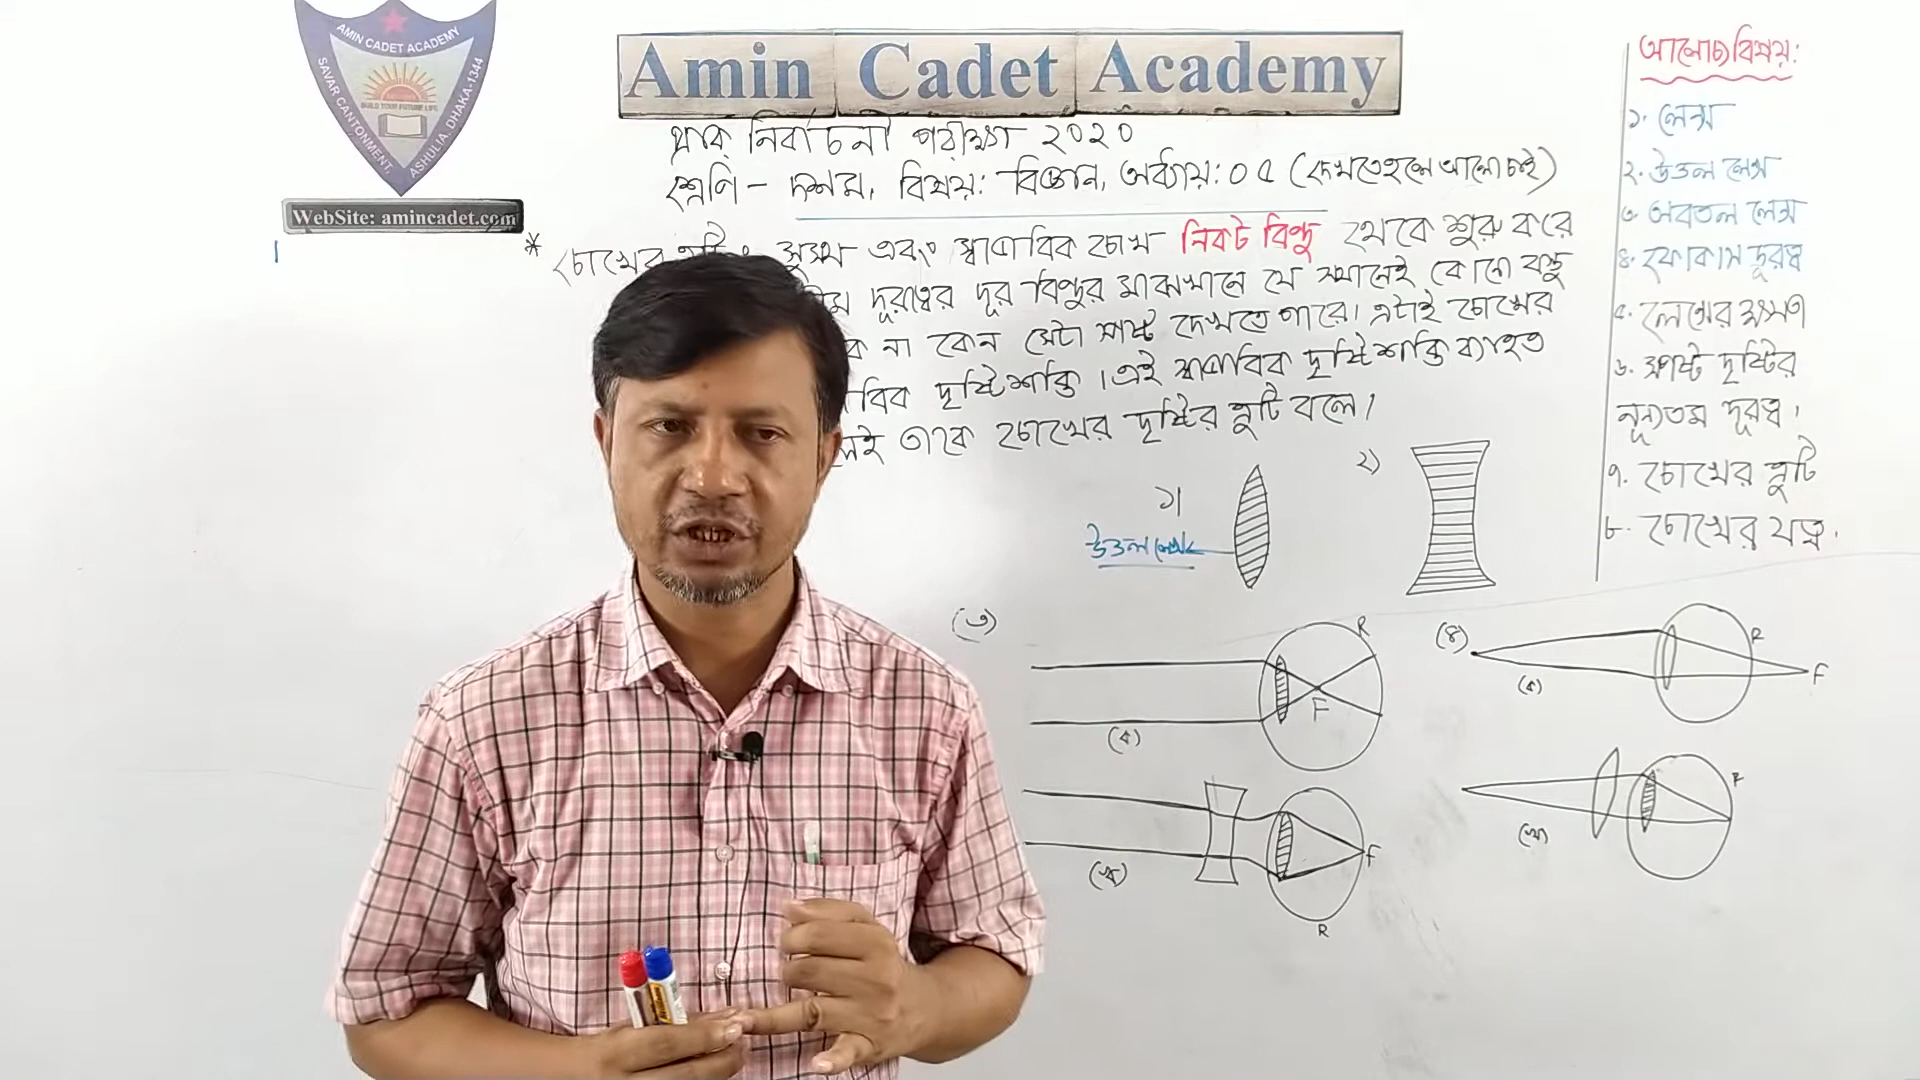 AMIN CADET ACADEMY
SAVAR CANTONMENT,
ASHULIA, DHAKA-1344
BUILD YOUR FUTURE LIFE
WebSite: amincadet.com
Amin Cadet Academy
প্রাক্ নির্বাচনী পরীক্ষা ২০২০
শ্রেণি - দশম, বিষয়: বিজ্ঞান, অধ্যায়: ০৫ (দেখতে হলে আলো চাই)
* চোখের সুস্থ এবং স্বাভাবিক চোখ নিকট বিন্দু থেকে শুরু করে
দূরত্বের দূর বিন্দুর মাঝখানে যে স্থানেই কোনো বস্তু
না কেন সেটা স্পষ্ট দেখতে পারে। এটাই চোখের
দৃষ্টিশক্তি। এই স্বাভাবিক দৃষ্টিশক্তি ব্যাহত
তাকে চোখের দৃষ্টির ত্রুটি বলে।
১।
উত্তল লেন্স
২)
(৩)
R
F
(ক)
(খ)
F
R
(৪)
R
F
(ক)
(খ)
R
আলোচ্য বিষয়:
১. লেন্স
২. উত্তল লেন্স
৩. অবতল লেন্স
৪. ফোকাস দূরত্ব
৫. লেন্সের ক্ষমতা
৬. স্পষ্ট দৃষ্টির
ন্যূনতম দূরত্ব।
৭. চোখের ত্রুটি
৮. চোখের যত্ন.